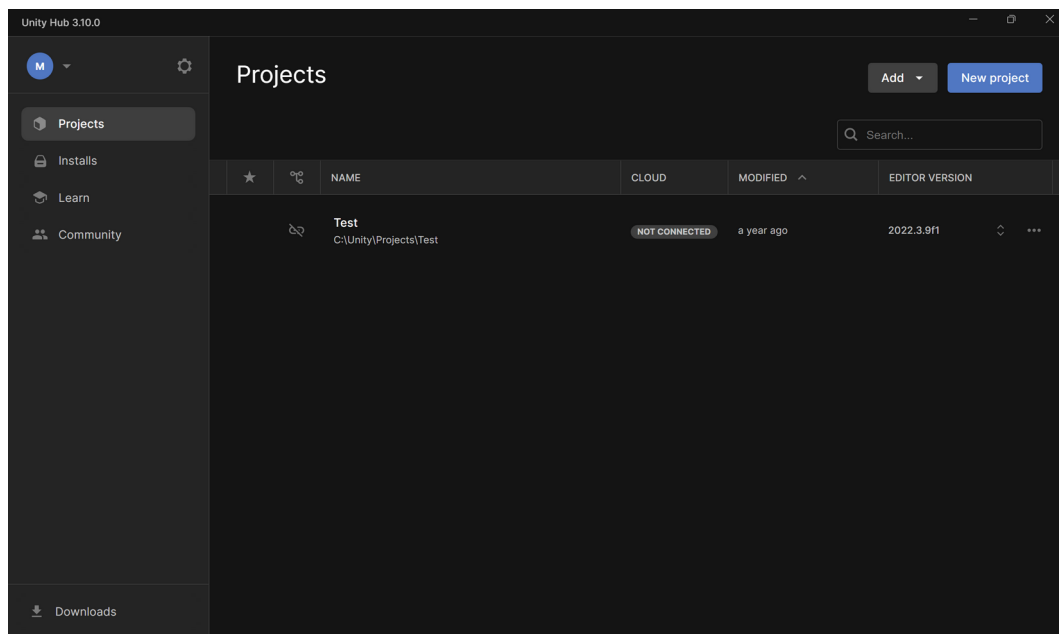 Unity Hub 3.10.0
M
Projects
Add
New project
Projects
Installs
Learn
Community
Search...
NAME CLOUD MODIFIED EDITOR VERSION
Test
C:\Unity\Projects\Test
NOT CONNECTED a year ago 2022.3.9f1
Downloads